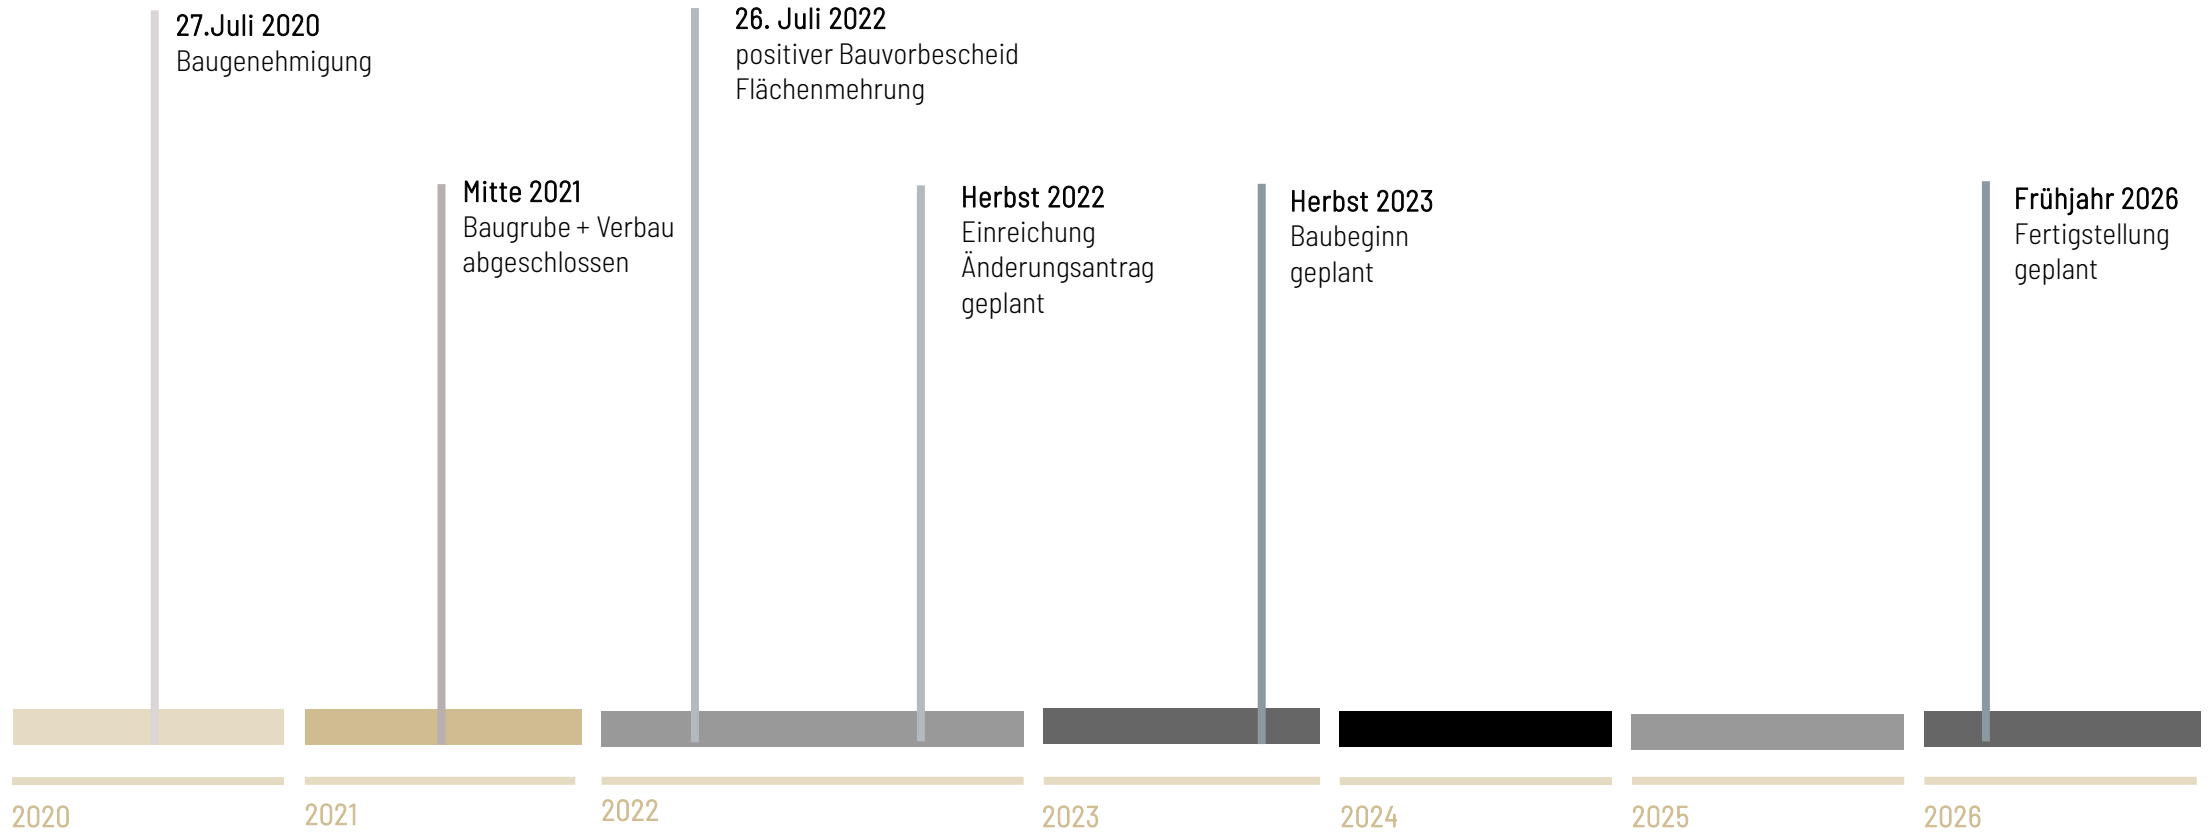 27.Juli 2020
Baugenehmigung
26. Juli 2022
positiver Bauvorbescheid
Flächenmehrung
Mitte 2021
Baugrube + Verbau
abgeschlossen
Herbst 2022
Einreichung
Änderungsantrag
geplant
Herbst 2023
Baubeginn
geplant
Frühjahr 2026
Fertigstellung
geplant
2020
2021
2022
2023
2024
2025
2026